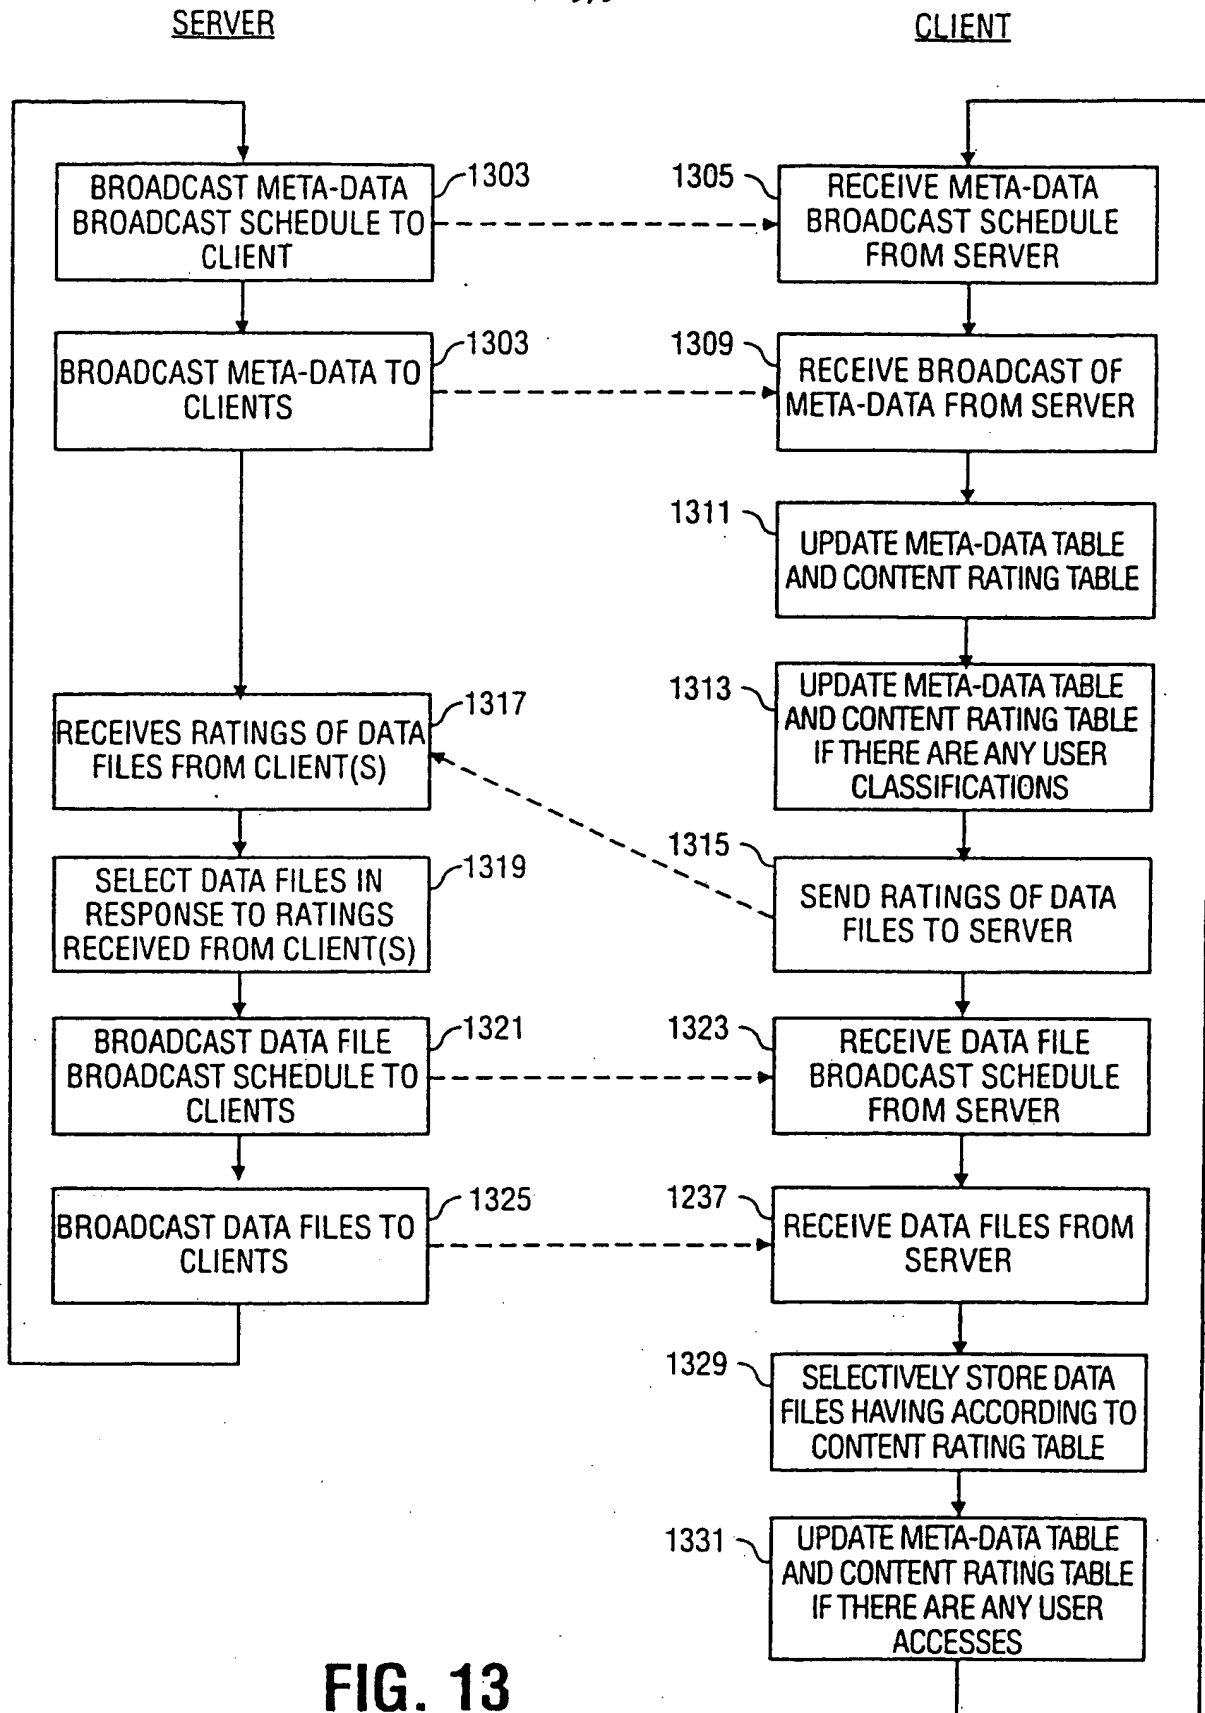 SERVER
CLIENT
BROADCAST META-DATA
BROADCAST SCHEDULE TO
CLIENT
1303
1305
RECEIVE META-DATA
BROADCAST SCHEDULE
FROM SERVER
BROADCAST META-DATA TO
CLIENTS
1303
1309
RECEIVE BROADCAST OF
META-DATA FROM SERVER
1311
UPDATE META-DATA TABLE
AND CONTENT RATING TABLE
1313
UPDATE META-DATA TABLE
AND CONTENT RATING TABLE
IF THERE ARE ANY USER
CLASSIFICATIONS
RECEIVES RATINGS OF DATA
FILES FROM CLIENT(S)
1317
1315
SEND RATINGS OF DATA
FILES TO SERVER
SELECT DATA FILES IN
RESPONSE TO RATINGS
RECEIVED FROM CLIENT(S)
1319
BROADCAST DATA FILE
BROADCAST SCHEDULE TO
CLIENTS
1321
1323
RECEIVE DATA FILE
BROADCAST SCHEDULE
FROM SERVER
BROADCAST DATA FILES TO
CLIENTS
1325
1237
RECEIVE DATA FILES FROM
SERVER
1329
SELECTIVELY STORE DATA
FILES HAVING ACCORDING TO
CONTENT RATING TABLE
1331
UPDATE META-DATA TABLE
AND CONTENT RATING TABLE
IF THERE ARE ANY USER
ACCESSES
FIG. 13